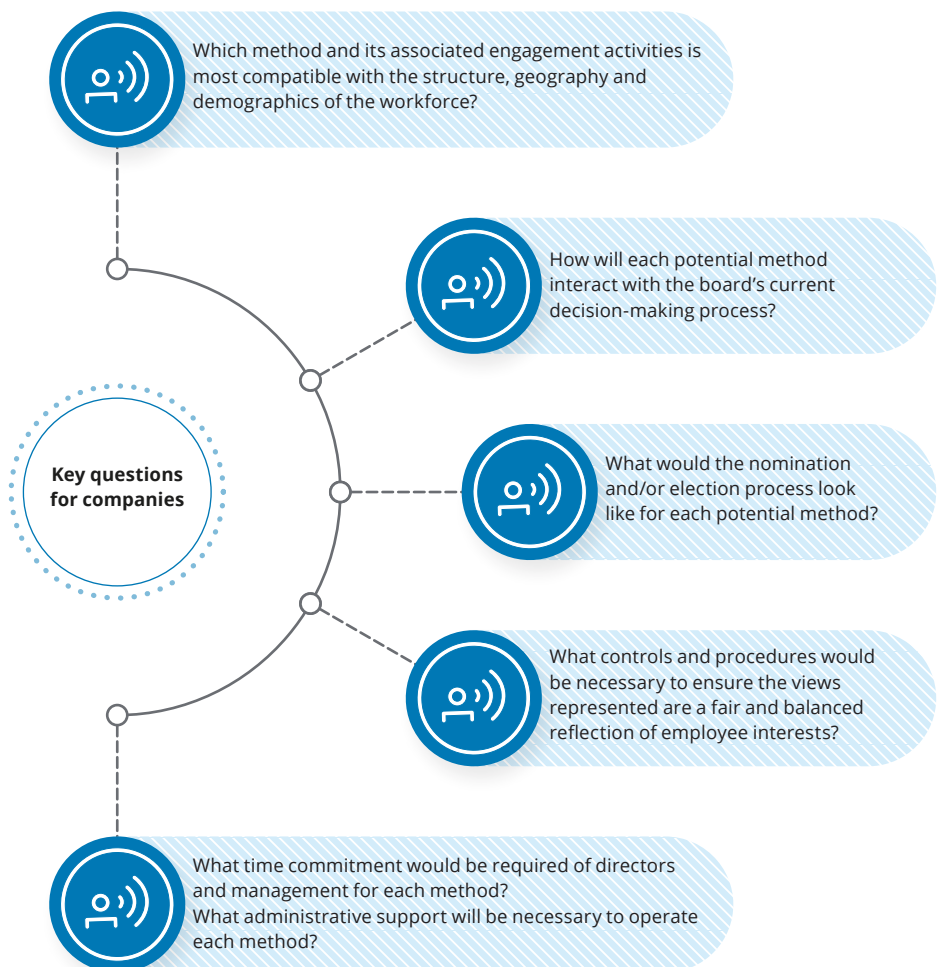 Which method and its associated engagement activities is
most compatible with the structure, geography and
demographics of the workforce?
How will each potential method
interact with the board’s current
decision-making process?
Key questions
for companies
What would the nomination
and/or election process look
like for each potential method?
What controls and procedures would
be necessary to ensure the views
represented are a fair and balanced
reflection of employee interests?
What time commitment would be required of directors
and management for each method?
What administrative support will be necessary to operate
each method?